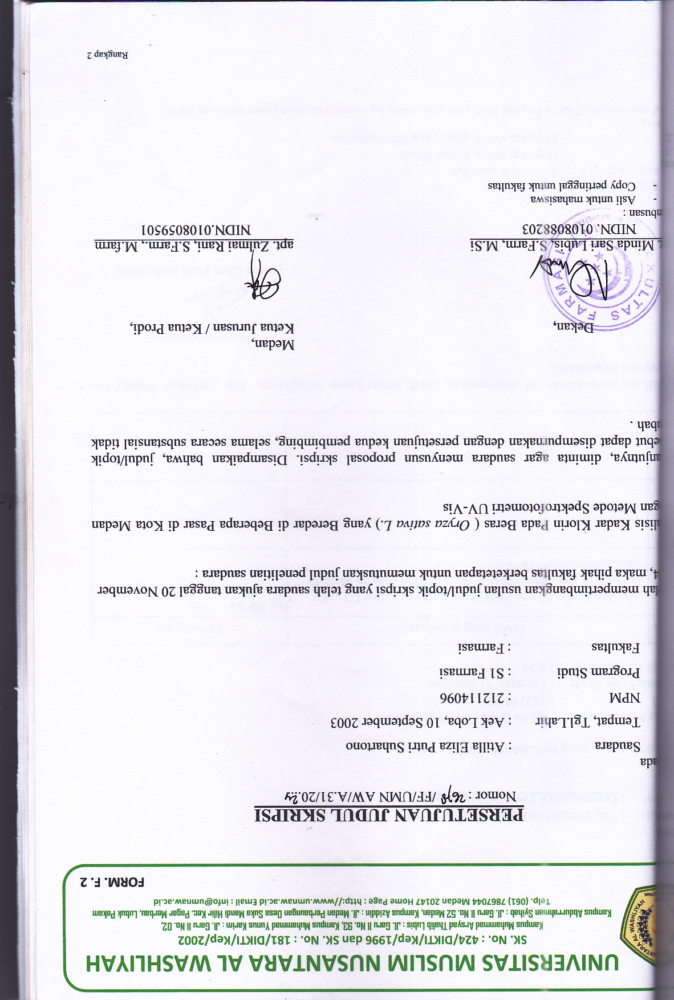 UNIVERSITAS MUSLIM NUSANTARA AL WASHLIYAH
SK. No. : 424/DIKTI/Kep/1996 dan SK. No. : 181/DIKTI/Kep/2002
Kampus Muhammad Arsyad Thalib Lubis : Jl. Garu II No. 93, Kampus Muhammad Yunus Karim : Jl. Garu II No. 02,
Kampus Abdurrahman Syihab : Jl. Garu II No. 52 Medan, Kampus Aziddin : Jl. Medan Perbaungan Desa Suka Mandi Hilir Kec. Pagar Merbau, Lubuk Pakam
Telp. (061) 7867044 Medan 20147 Home Page : http://www.umnaw.ac.id Email : info@umnaw.ac.id
FORM. F. 2
PERSETUJUAN JUDUL SKRIPSI
Nomor : /FF/UMN AW/A.31/20.24
ada
Saudara : Atilla Eliza Putri Suhartono
Tempat, Tgl.Lahir : Aek Loba, 10 September 2003
NPM : 212114096
Program Studi : S1 Farmasi
Fakultas : Farmasi
lah mempertimbangkan usulan judul/topik skripsi yang telah saudara ajukan tanggal 20 November
4, maka pihak fakultas berketetapan untuk memutuskan judul penelitian saudara :
lisis Kadar Klorin Pada Beras ( Oryza sativa L.) yang Beredar di Beberapa Pasar di Kota Medan
gan Metode Spektrofotometri UV-Vis
anjutnya, diminta agar saudara menyusun proposal skripsi. Disampaikan bahwa, judul/topik
sebut dapat disempurnakan dengan persetujuan kedua pembimbing, selama secara substansial tidak
ubah .
Medan,
Dekan, Ketua Jurusan / Ketua Prodi,
FAKULTAS FARMASI
. Minda Sari Lubis, S.Farm, M.Si apt. Zulmai Rani, S.Farm., M.farm
NIDN. 0108088203 NIDN.0108059501
mbusan :
- Asli untuk mahasiswa
- Copy pertinggal untuk fakultas
Rangkap 2